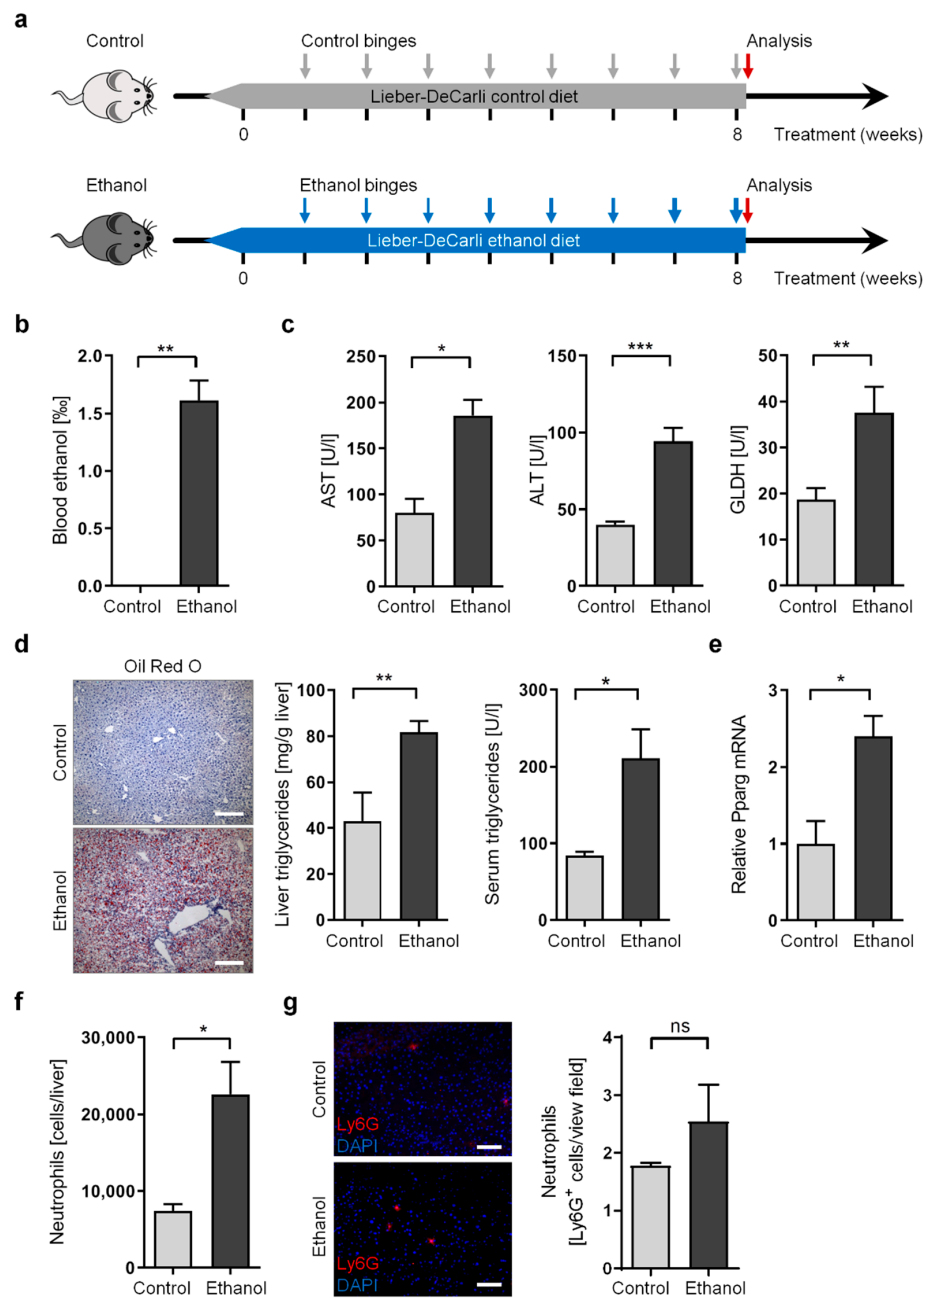 a
Control
Control binges
Analysis
Lieber-DeCarli control diet
0
8
Treatment (weeks)
Ethanol
Ethanol binges
Analysis
Lieber-DeCarli ethanol diet
0
8
Treatment (weeks)
b
Blood ethanol [‰]
2.0
1.5
1.0
0.5
0.0
**
Control
Ethanol
c
AST [U/l]
250
200
150
100
50
0
*
Control
Ethanol
ALT [U/l]
150
100
50
0
***
Control
Ethanol
GLDH [U/l]
50
40
30
20
10
0
**
Control
Ethanol
d
Oil Red O
Control
Ethanol
Liver triglycerides [mg/g liver]
100
80
60
40
20
0
**
Control
Ethanol
Serum triglycerides [U/l]
300
200
100
0
*
Control
Ethanol
e
Relative Pparg mRNA
3
2
1
0
*
Control
Ethanol
f
Neutrophils [cells/liver]
30,000
20,000
10,000
0
*
Control
Ethanol
g
Control
Ly6G
DAPI
Ethanol
Ly6G
DAPI
Neutrophils
[Ly6G+ cells/view field]
4
3
2
1
0
ns
Control
Ethanol